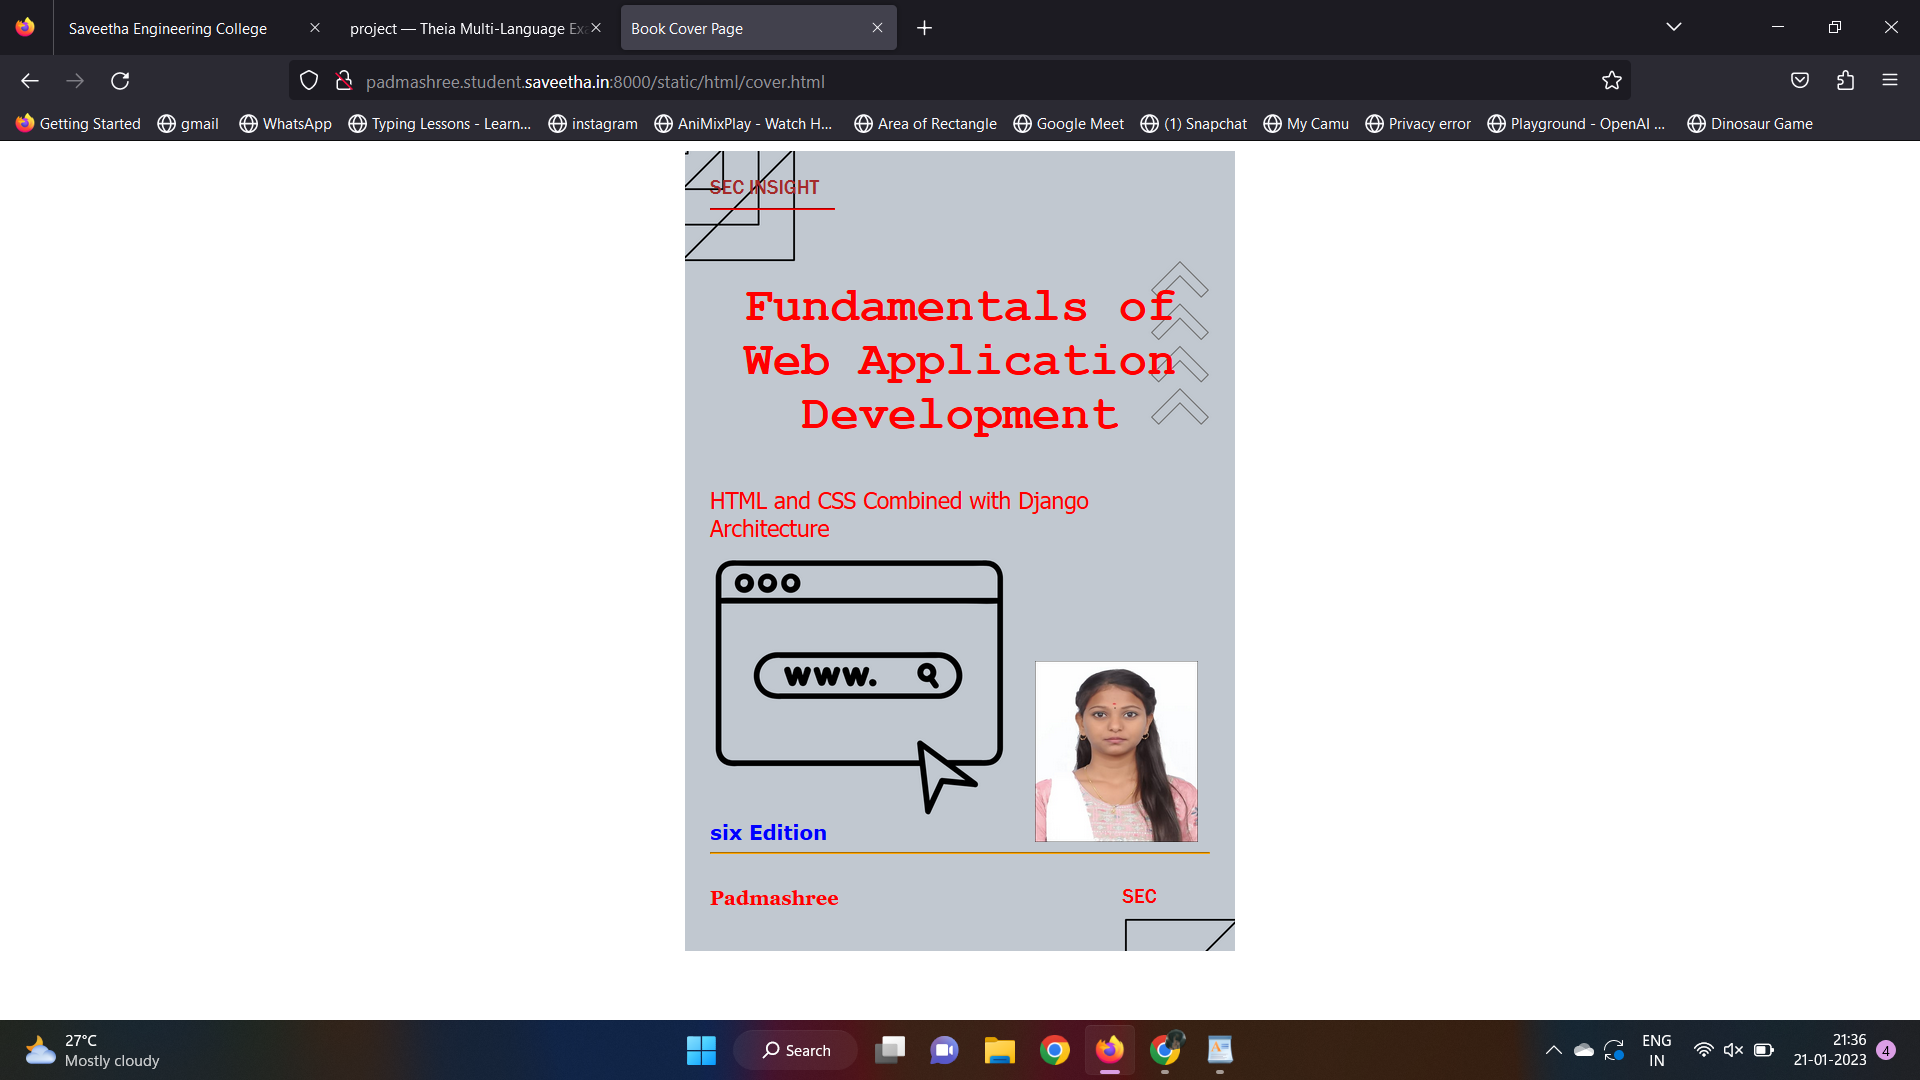 Saveetha Engineering College
project — Theia Multi-Language Exa
Book Cover Page
padmashree.student.saveetha.in:8000/static/html/cover.html
Getting Started gmail WhatsApp Typing Lessons - Learn... instagram AniMixPlay - Watch H... Area of Rectangle Google Meet (1) Snapchat My Camu Privacy error Playground - OpenAI ... Dinosaur Game
SEC INSIGHT
Fundamentals of
Web Application
Development
HTML and CSS Combined with Django
Architecture
www.
six Edition
Padmashree
SEC
27°C
Mostly cloudy
Search
ENG
IN
21:36
21-01-2023
4